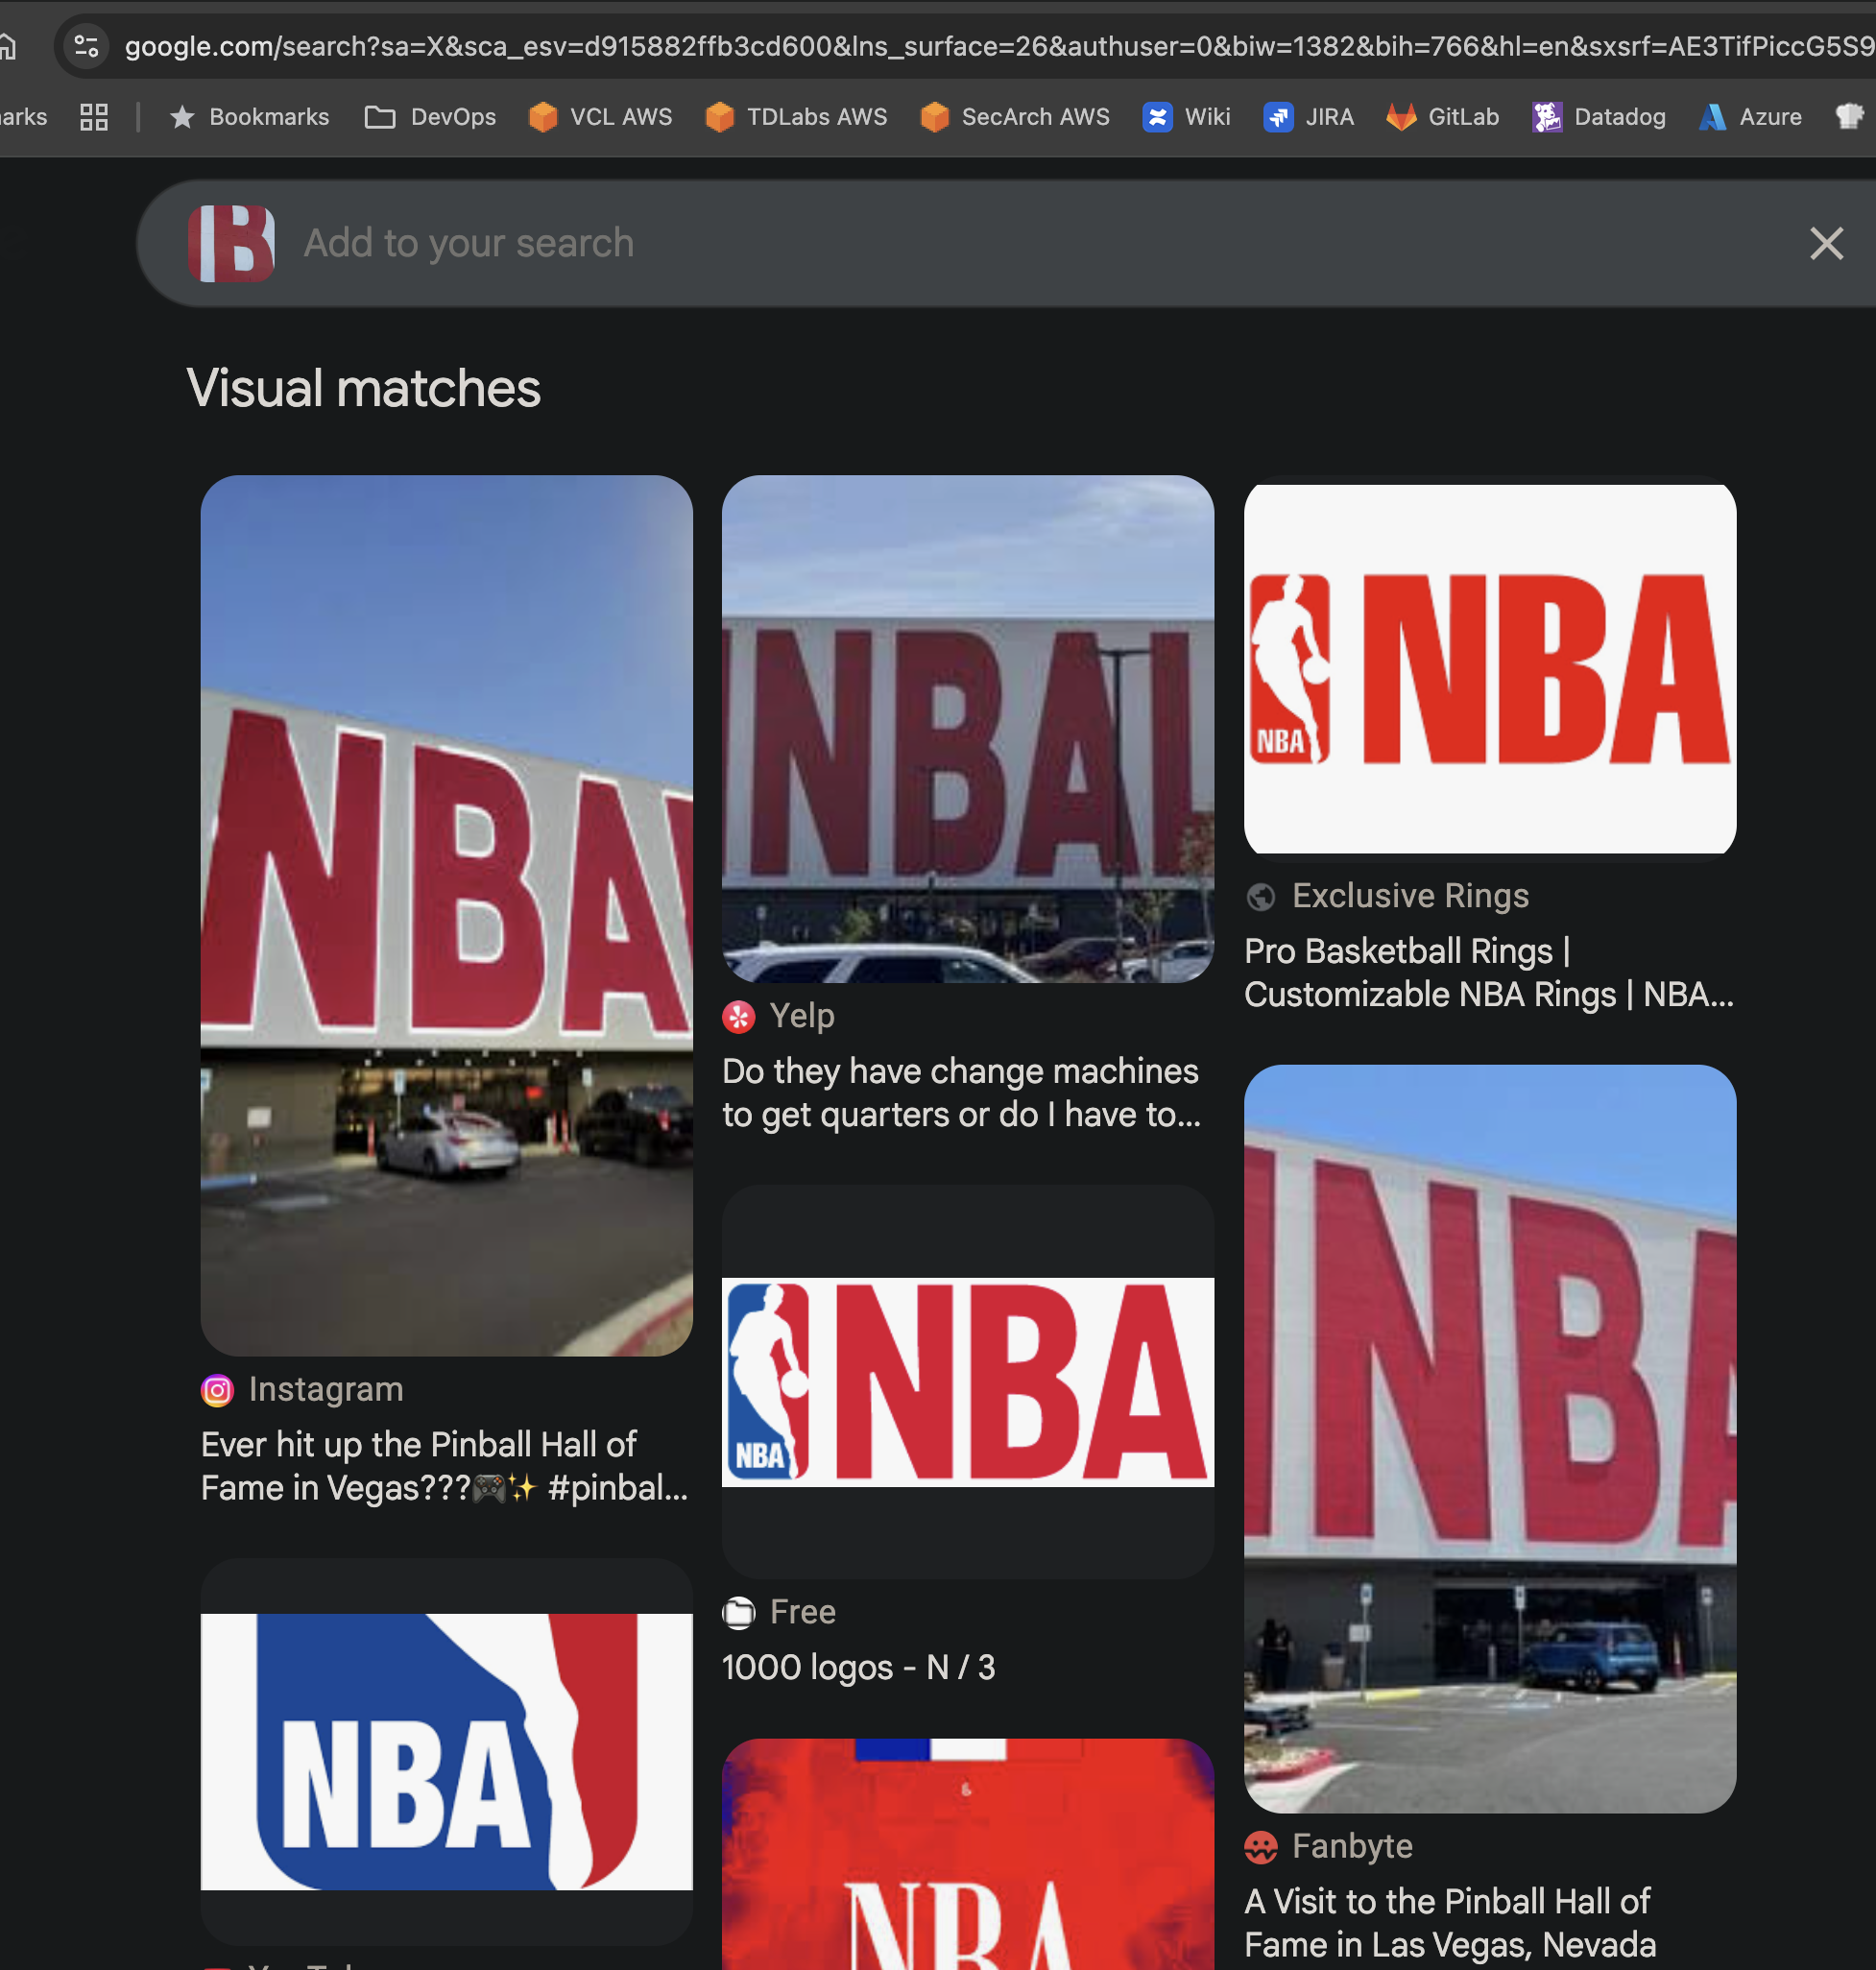 google.com/search?sa=X&sca_esv=d915882ffb3cd600&lns_surface=26&authuser=0&biw=1382&bih=766&hl=en&sxsrf=AE3TifPiccG5S9
arks Bookmarks DevOps VCL AWS TDLabs AWS SecArch AWS Wiki JIRA GitLab Datadog Azure
IB Add to your search
Visual matches
NBA
Instagram
Ever hit up the Pinball Hall of
Fame in Vegas???🎮✨ #pinbal...
NBA
INBAL
Yelp
Do they have change machines
to get quarters or do I have to...
NBA NBA
Free
1000 logos - N / 3
NBA
NBA NBA
Exclusive Rings
Pro Basketball Rings |
Customizable NBA Rings | NBA...
INBA
Fanbyte
A Visit to the Pinball Hall of
Fame in Las Vegas, Nevada